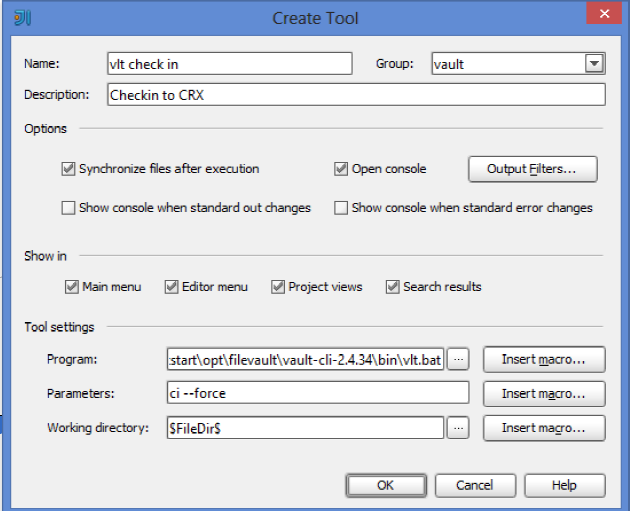 Create Tool
Name: vlt check in Group: vault
Description: Checkin to CRX
Options
Synchronize files after execution Open console Output Filters...
Show console when standard out changes Show console when standard error changes
Show in
Main menu Editor menu Project views Search results
Tool settings
Program: :start\opt\filevault\vault-cli-2.4.34\bin\vlt.bat ... Insert macro...
Parameters: ci --force Insert macro...
Working directory: $FileDir$ ... Insert macro...
OK Cancel Help